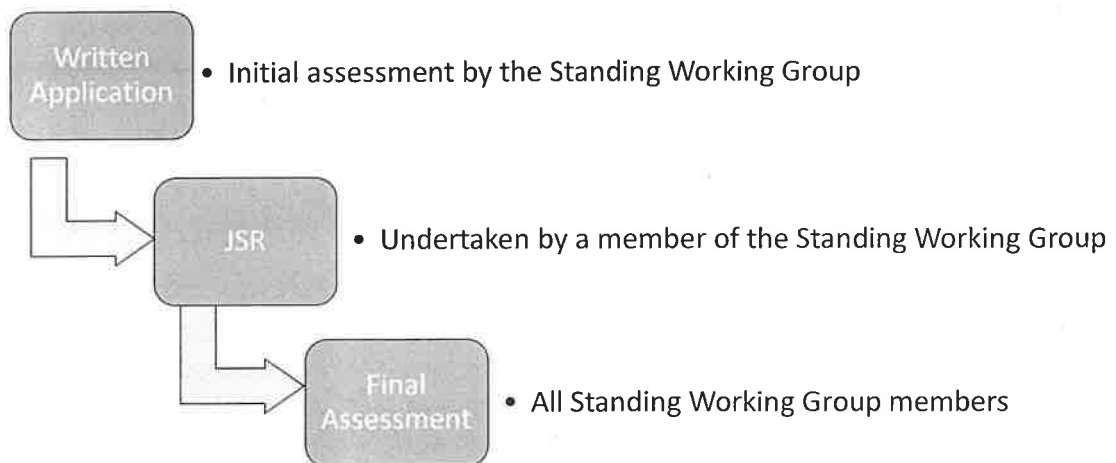 Written
Application
• Initial assessment by the Standing Working Group
JSR
• Undertaken by a member of the Standing Working Group
Final
Assessment
• All Standing Working Group members